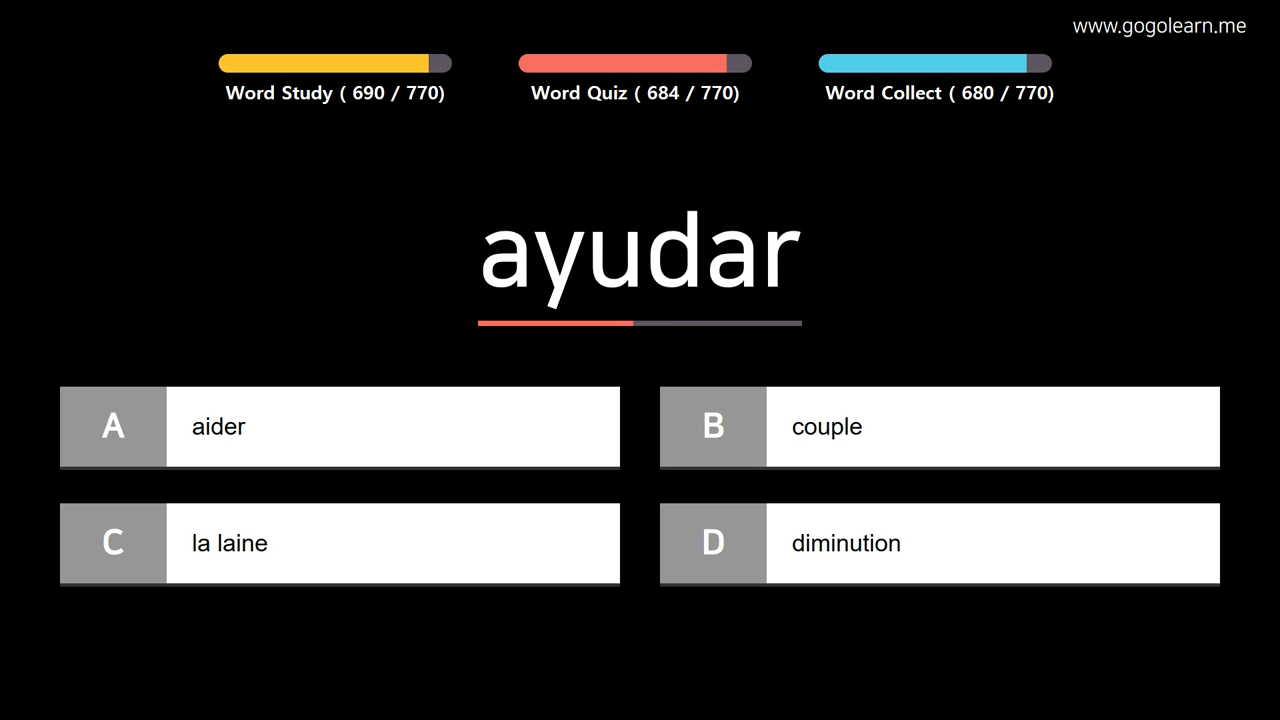 www.gogolearn.me
Word Study ( 690 / 770)
Word Quiz ( 684 / 770)
Word Collect ( 680 / 770)
ayudar
A aider
B couple
C la laine
D diminution